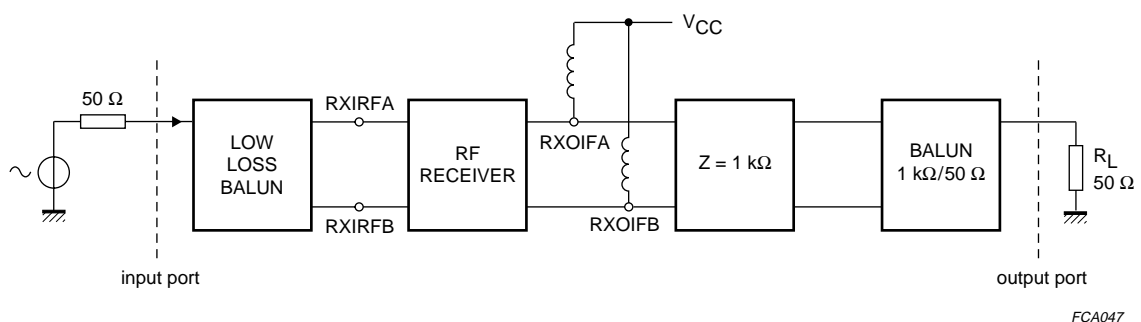 V_CC
50 Ω
RXIRFA
RXOIFA
LOW
LOSS
BALUN
RF
RECEIVER
Z = 1 kΩ
BALUN
1 kΩ/50 Ω
R_L
50 Ω
RXIRFB
RXOIFB
input port
output port
FCA047